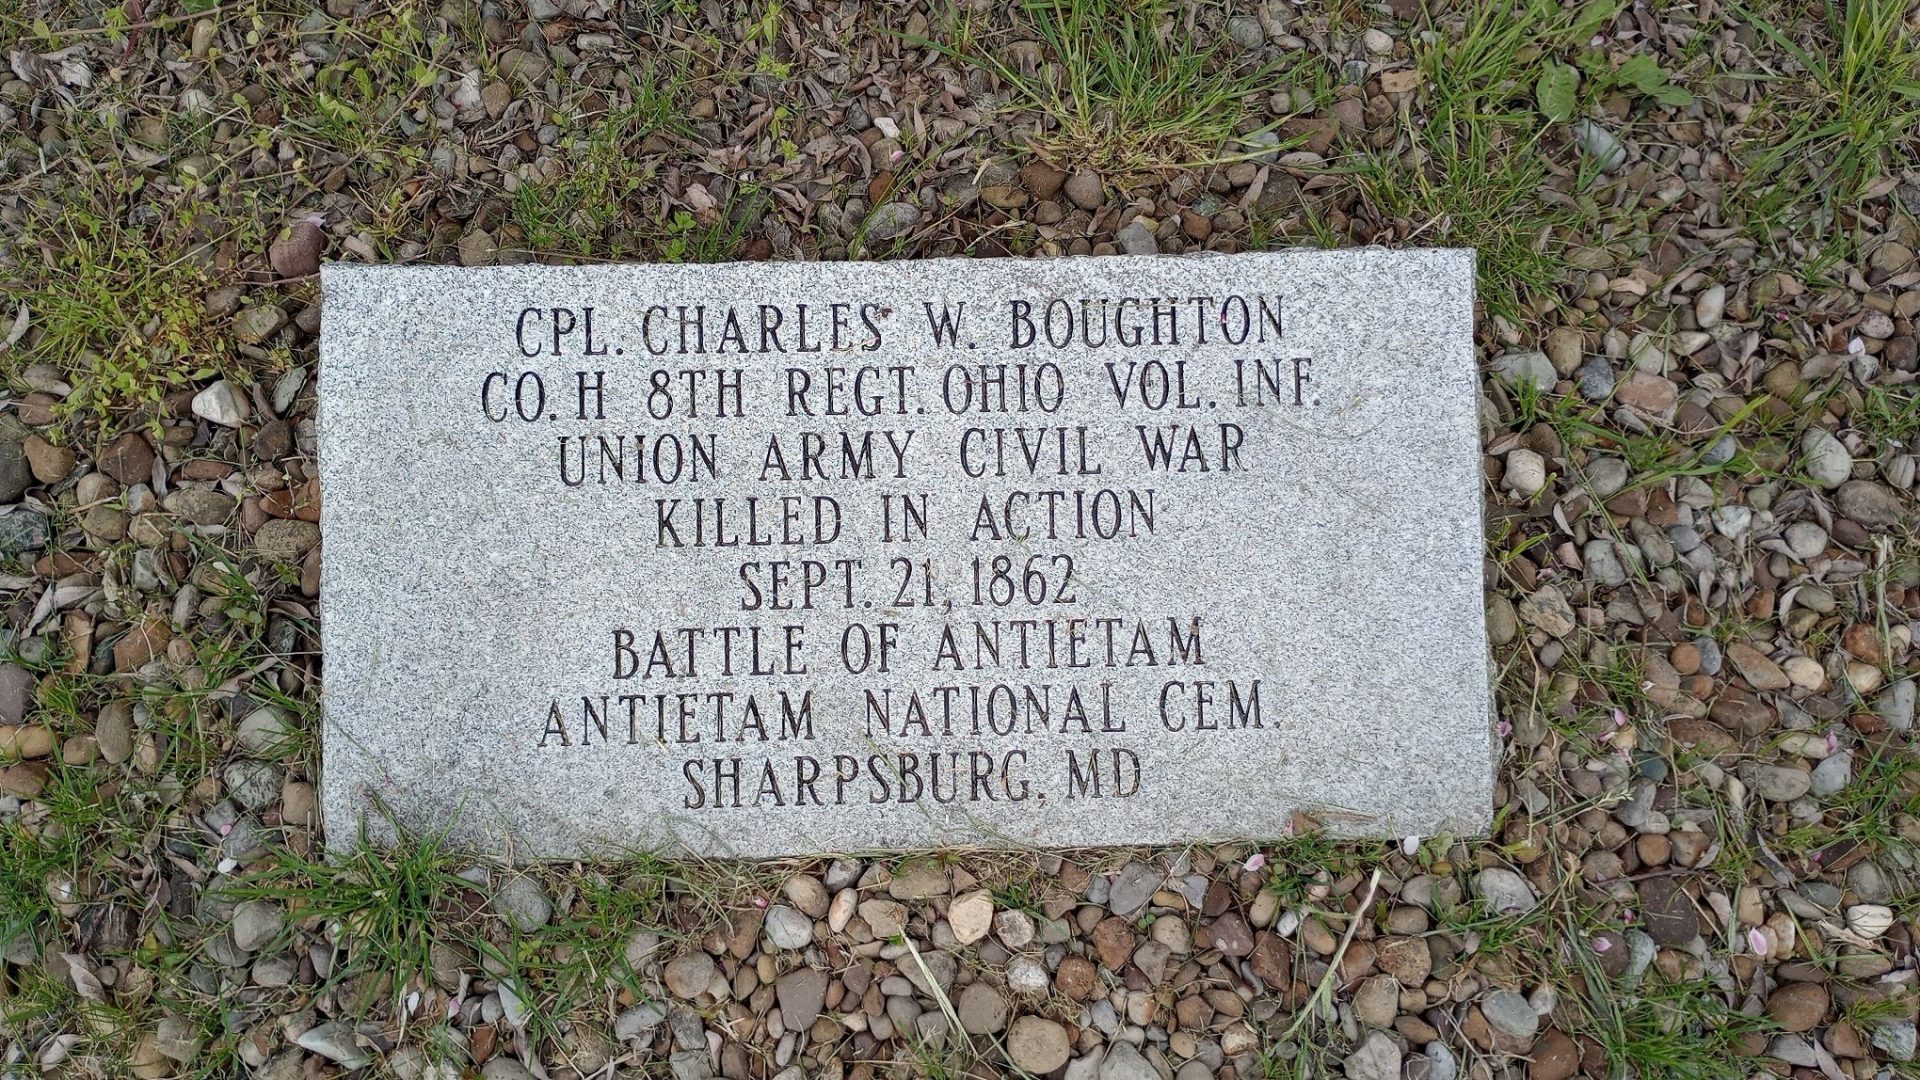 CPL. CHARLES W. BOUGHTON
CO. H 8TH REGT. OHIO VOL. INF.
UNION ARMY CIVIL WAR
KILLED IN ACTION
SEPT. 21, 1862
BATTLE OF ANTIETAM
ANTIETAM NATIONAL CEM.
SHARPSBURG, MD